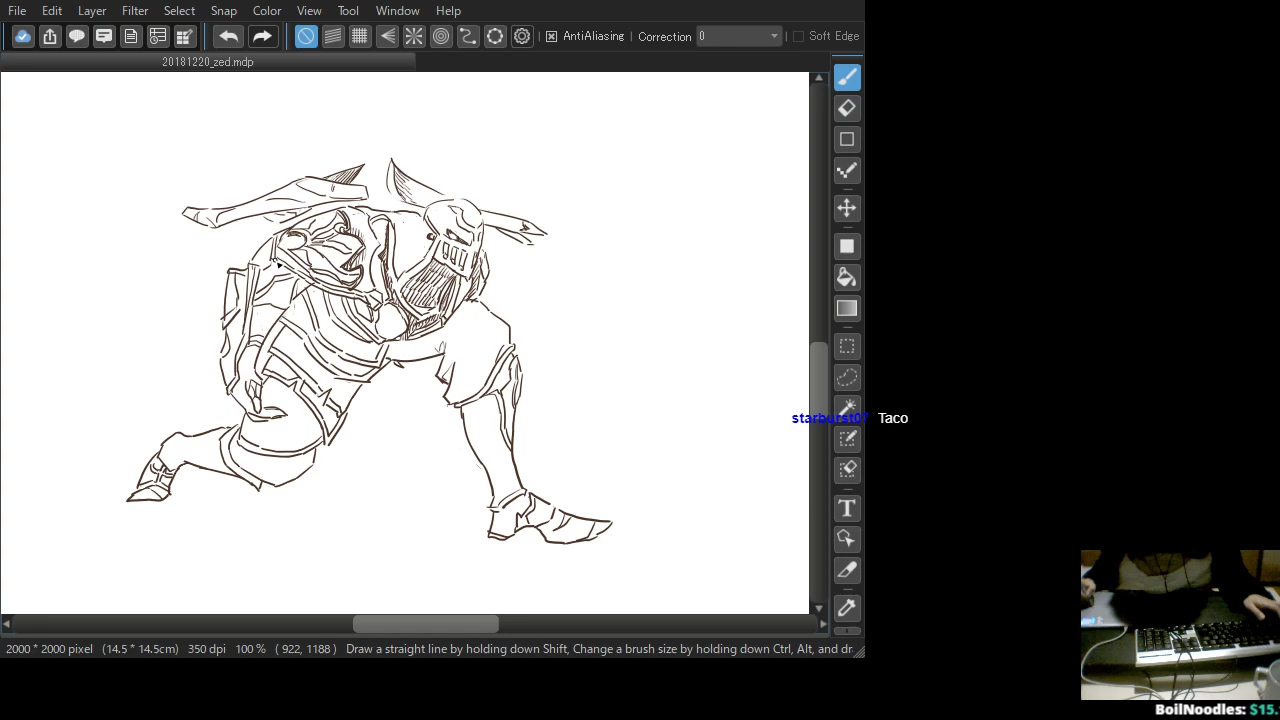 File Edit Layer Filter Select Snap Color View Tool Window Help
AntiAliasing Correction 0 Soft Edge
20181220_zed.mdp
starburst07 Taco
T
2000 * 2000 pixel (14.5 * 14.5cm) 350 dpi 100 % ( 922, 1188 ) Draw a straight line by holding down Shift, Change a brush size by holding down Ctrl, Alt, and dr
BoilNoodles: $15.